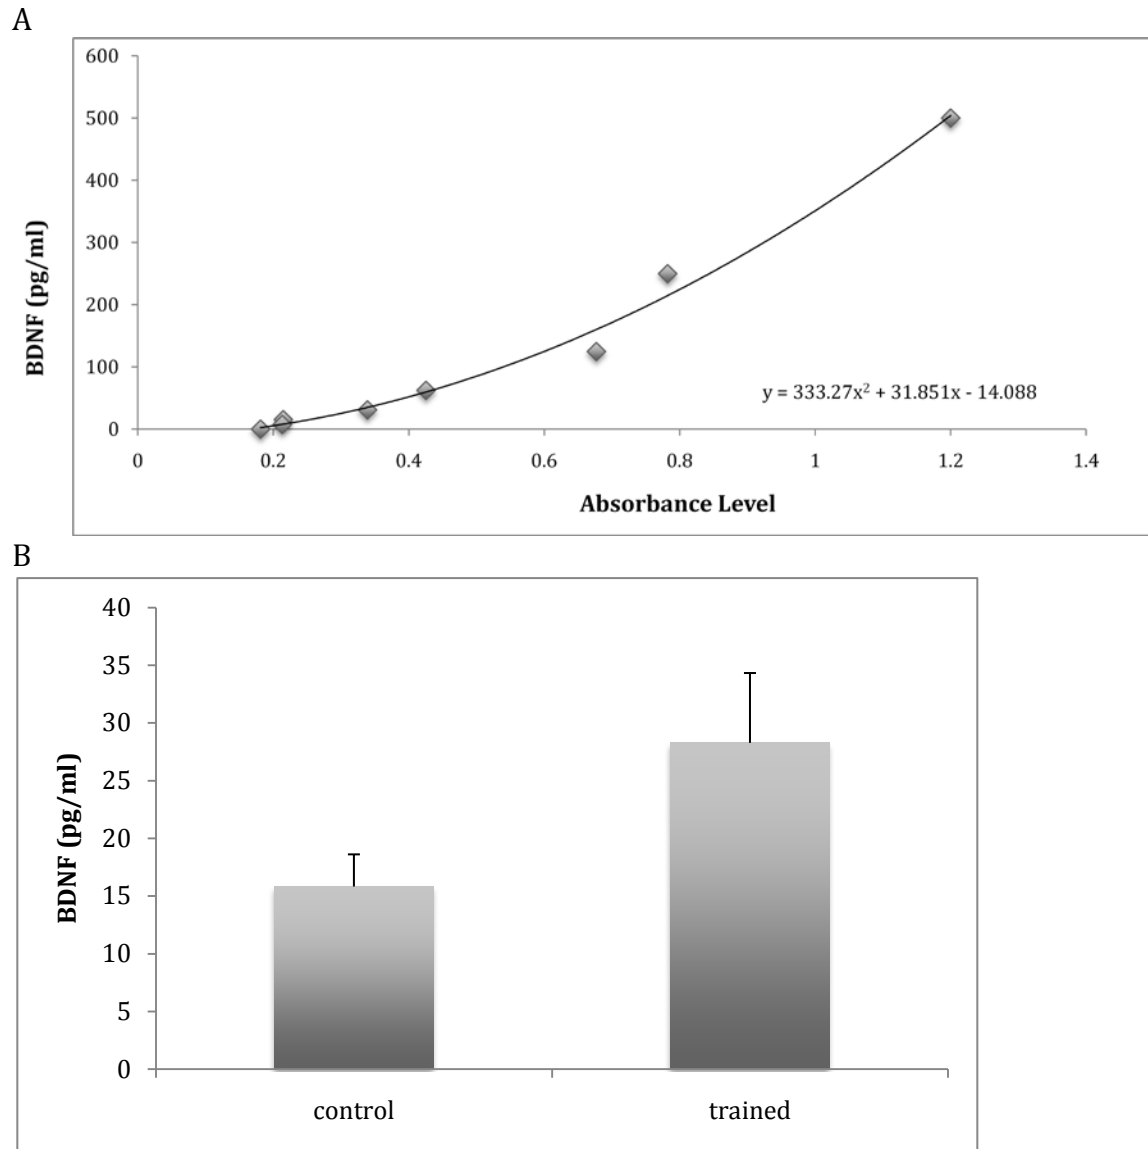 A
600
500
400
300
200
100
0
BDNF (pg/ml)
y = 333.27x² + 31.851x - 14.088
0 0.2 0.4 0.6 0.8 1 1.2 1.4
Absorbance Level
B
40
35
30
25
20
15
10
5
0
BDNF (pg/ml)
control trained